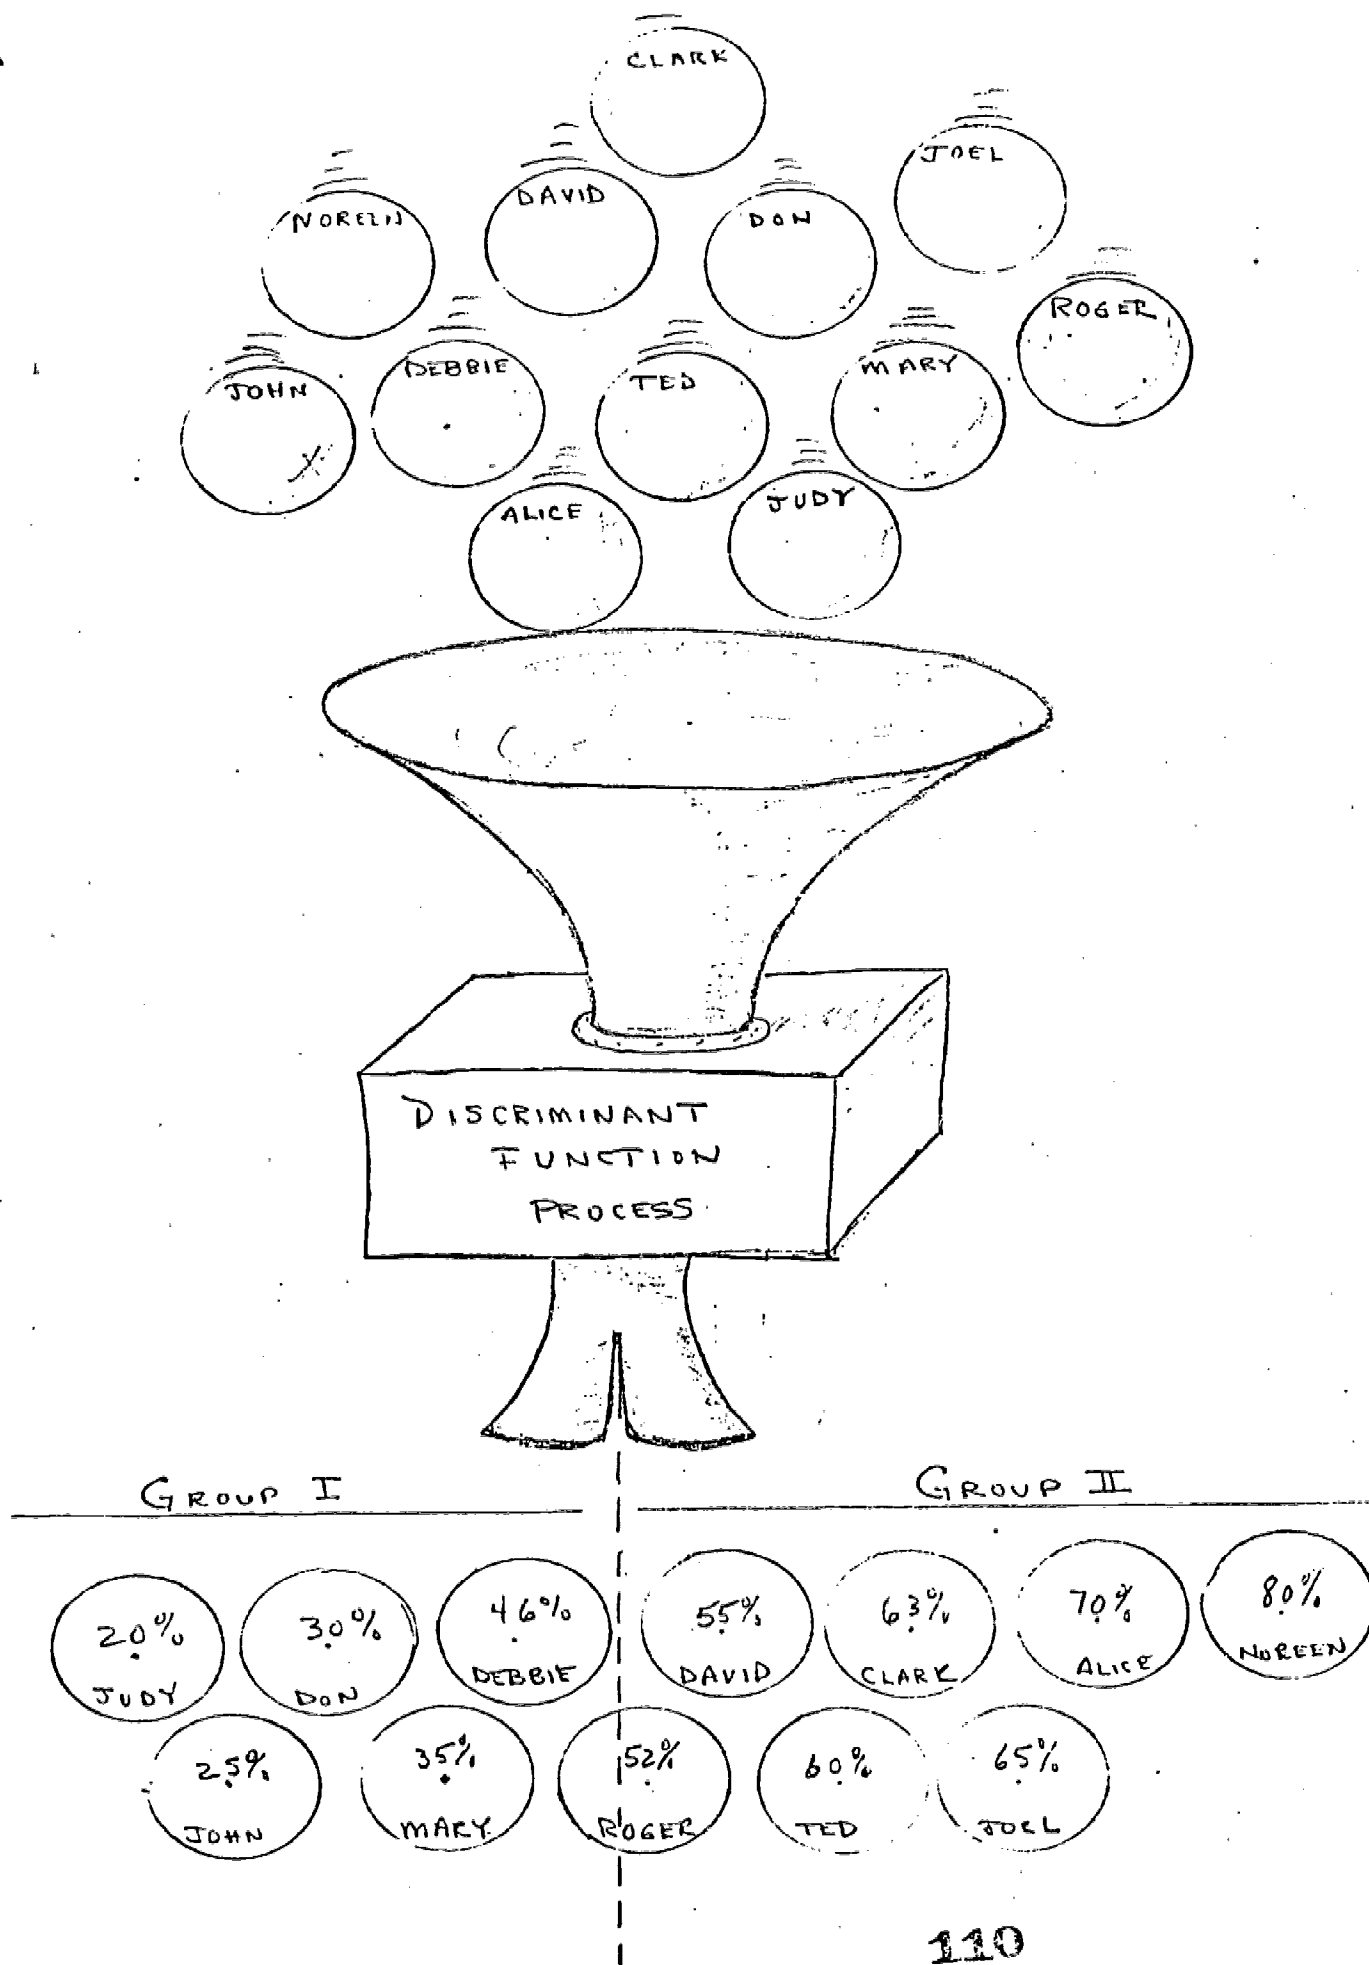 CLARK
JOEL
DAVID
NOREEN
DON
ROGER
DEBBIE
TED
MARY
JOHN
ALICE
JUDY
DISCRIMINANT
FUNCTION
PROCESS
GROUP I
GROUP II
20%
JUDY
30%
DON
46%
DEBBIE
55%
DAVID
63%
CLARK
70%
ALICE
80%
NOREEN
25%
JOHN
35%
MARY
52%
ROGER
60%
TED
65%
JOEL
110